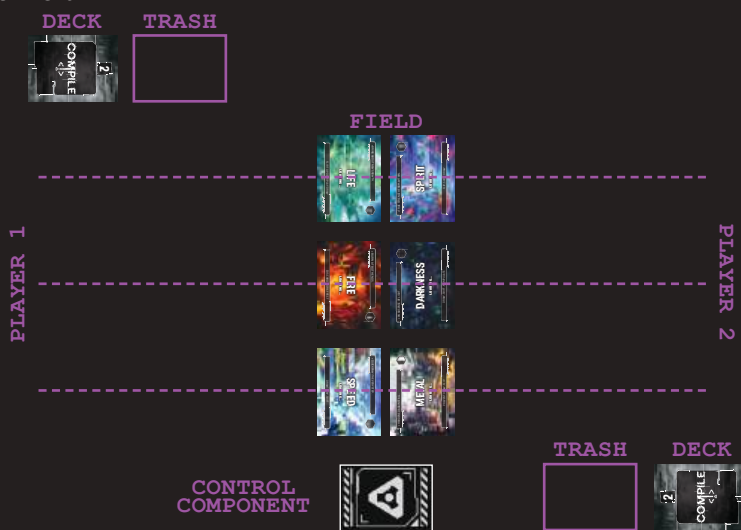 DECK TRASH
COMPILE
2
FIELD
LIFE
SPIRIT
PLAYER 1
FIRE
DARKNESS
PLAYER 2
SPEED
METAL
TRASH DECK
CONTROL
COMPONENT
2
COMPILE